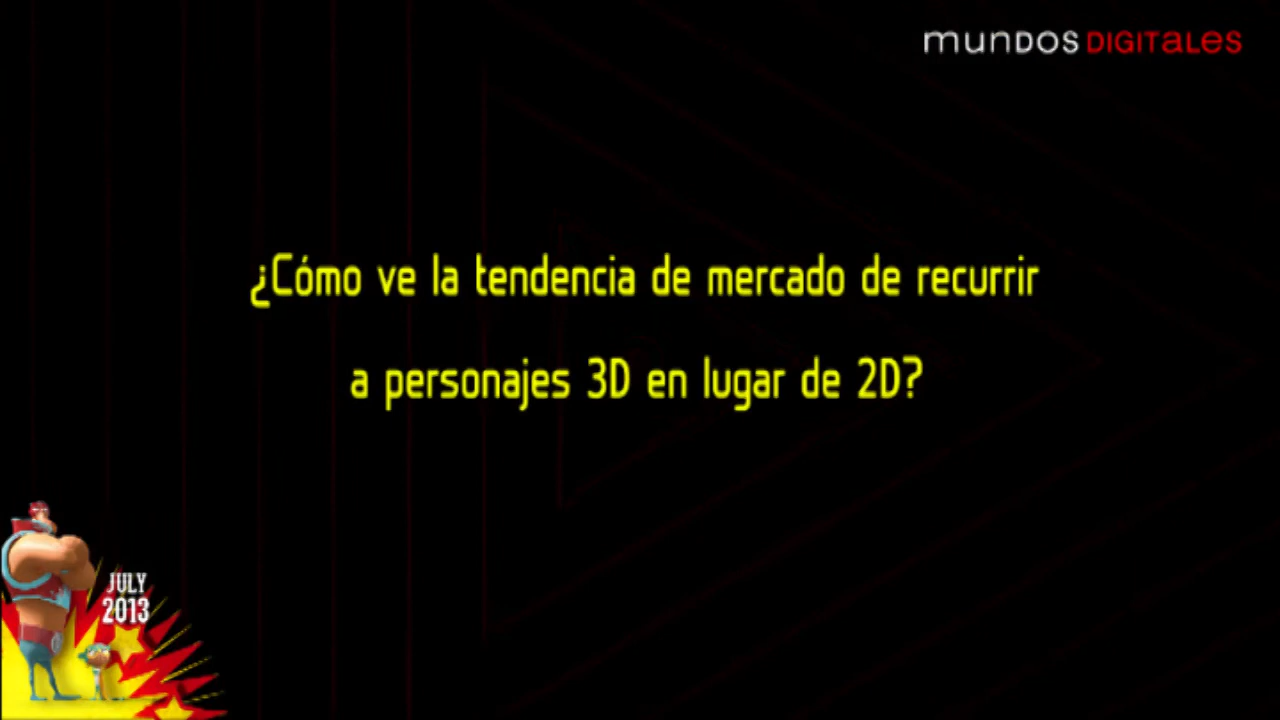 mundos DIGITALES
¿Cómo ve la tendencia de mercado de recurrir
a personajes 3D en lugar de 2D?
JULY
2013